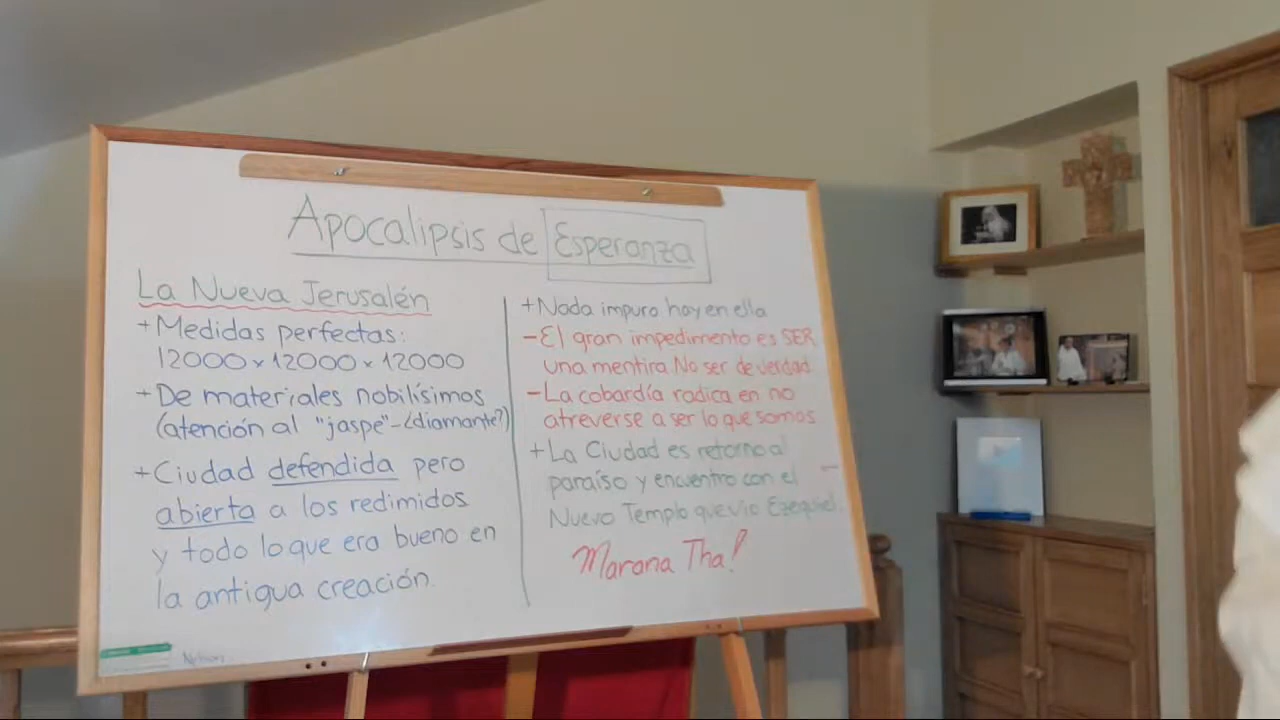 Apocalipsis de Esperanza
La Nueva Jerusalén
+Medidas perfectas:
12000 x 12000 x 12000
+De materiales nobilísimos
(atención al "jaspe"-¿diamante?)
+Ciudad defendida pero
abierta a los redimidos
y todo lo que era bueno en
la antigua creación.
+Nada impuro hay en ella
-El gran impedimento es SER
una mentira. No ser de verdad
-La cobardía radica en no
atreverse a ser lo que somos
+La Ciudad es retorno al
paraíso y encuentro con el
Nuevo Templo que vio Ezequiel.
Marana Tha!